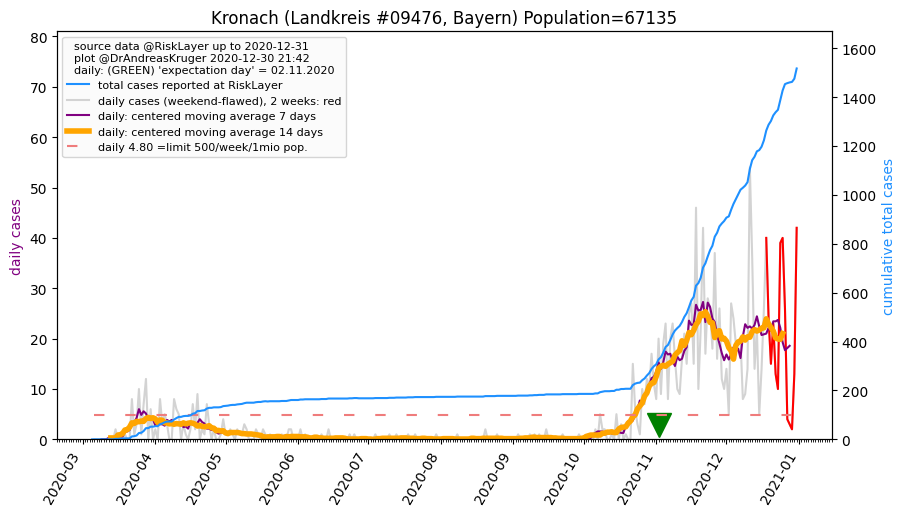 Kronach (Landkreis #09476, Bayern) Population=67135
source data @RiskLayer up to 2020-12-31
plot @DrAndreasKruger 2020-12-30 21:42
daily: (GREEN) 'expectation day' = 02.11.2020
total cases reported at RiskLayer
daily cases (weekend-flawed), 2 weeks: red
daily: centered moving average 7 days
daily: centered moving average 14 days
daily 4.80 =limit 500/week/1mio pop.
daily cases
80
70
60
50
40
30
20
10
0
cumulative total cases
1600
1400
1200
1000
800
600
400
200
0
2020-03
2020-04
2020-05
2020-06
2020-07
2020-08
2020-09
2020-10
2020-11
2020-12
2021-01